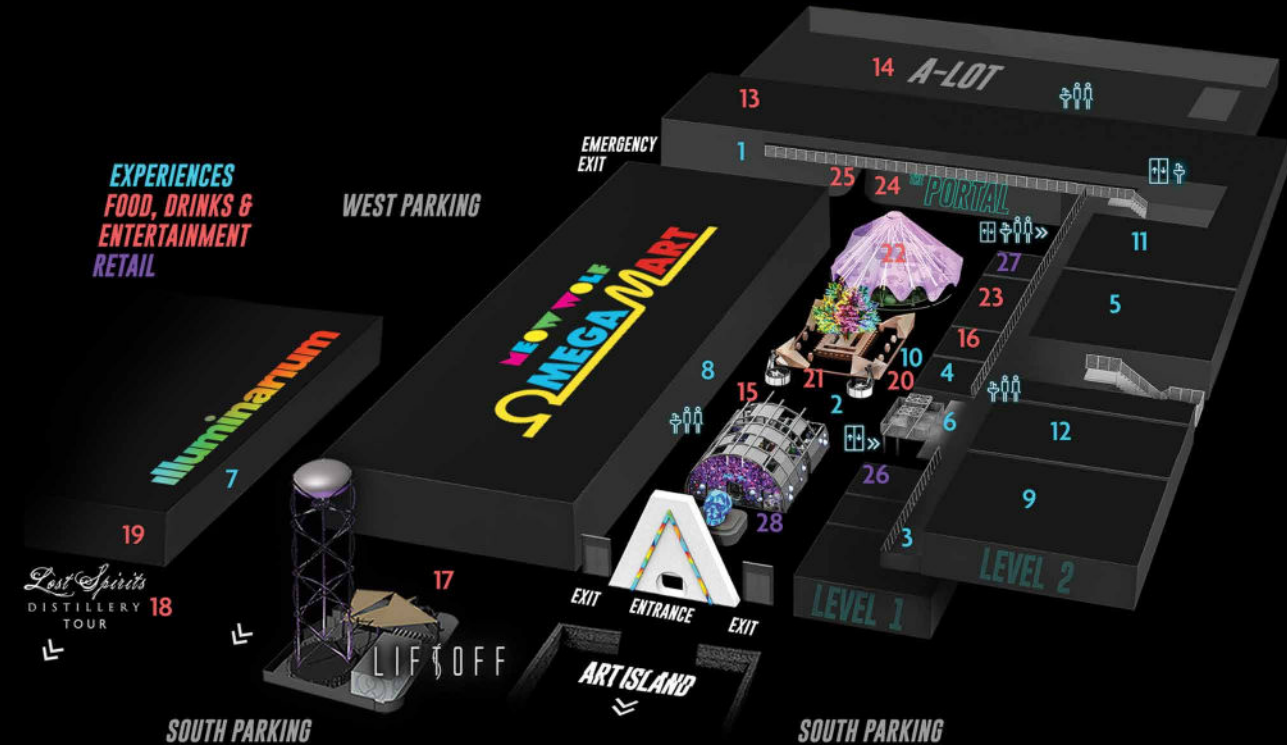 14 A-LOT
13
EMERGENCY
EXIT
1
EXPERIENCES
FOOD, DRINKS &
ENTERTAINMENT
RETAIL
WEST PARKING
25
24
PORTAL
11
27
22
MEOW WOLF
OMEGA MART
23
5
16
illuminarium
8
10
4
21
20
15
2
6
12
7
26
9
28
19
3
LEVEL 2
Lost Spirits
DISTILLERY
TOUR
18
17
EXIT
ENTRANCE
EXIT
LEVEL 1
LIFTOFF
ART ISLAND
SOUTH PARKING
SOUTH PARKING